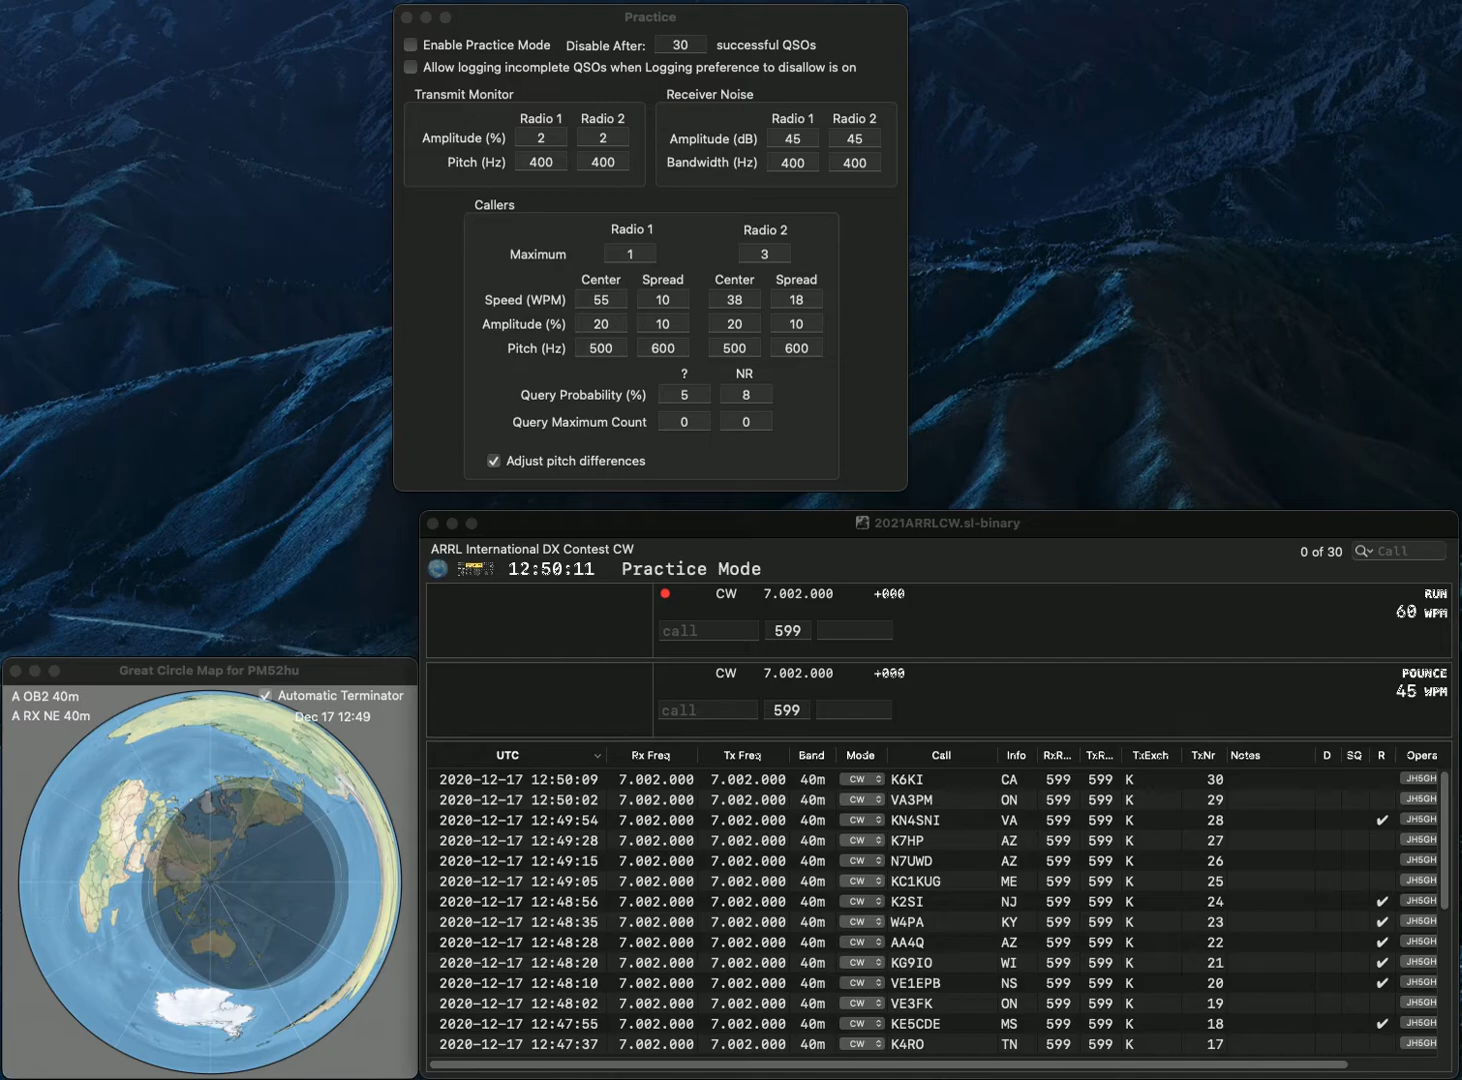 Practice
Enable Practice Mode Disable After: 30 successful QSOs
Allow logging incomplete QSOs when Logging preference to disallow is on
Transmit Monitor
Radio 1 Radio 2
Amplitude (%) 2 2
Pitch (Hz) 400 400
Receiver Noise
Radio 1 Radio 2
Amplitude (dB) 45 45
Bandwidth (Hz) 400 400
Callers
Radio 1 Radio 2
Maximum 1 3
Center Spread Center Spread
Speed (WPM) 55 10 38 18
Amplitude (%) 20 10 20 10
Pitch (Hz) 500 600 500 600
? NR
Query Probability (%) 5 8
Query Maximum Count 0 0
Adjust pitch differences
2021ARRLCW.sl-binary
ARRL International DX Contest CW
0 of 30 Call
12:50:11 Practice Mode
CW 7.002.000 +000 RUN
60 WPM
call 599
CW 7.002.000 +000 POUNCE
45 WPM
call 599
UTC Rx Freq Tx Freq Band Mode Call Info RxR... TxR... TxExch TxNr Notes D SQ R Opera
2020-12-17 12:50:09 7.002.000 7.002.000 40m CW K6KI CA 599 599 K 30 JH5GH
2020-12-17 12:50:02 7.002.000 7.002.000 40m CW VA3PM ON 599 599 K 29 JH5GH
2020-12-17 12:49:54 7.002.000 7.002.000 40m CW KN4SNI VA 599 599 K 28 ✔ JH5GH
2020-12-17 12:49:28 7.002.000 7.002.000 40m CW K7HP AZ 599 599 K 27 JH5GH
2020-12-17 12:49:15 7.002.000 7.002.000 40m CW N7UWD AZ 599 599 K 26 JH5GH
2020-12-17 12:49:05 7.002.000 7.002.000 40m CW KC1KUG ME 599 599 K 25 JH5GH
2020-12-17 12:48:56 7.002.000 7.002.000 40m CW K2SI NJ 599 599 K 24 ✔ JH5GH
2020-12-17 12:48:35 7.002.000 7.002.000 40m CW W4PA KY 599 599 K 23 ✔ JH5GH
2020-12-17 12:48:28 7.002.000 7.002.000 40m CW AA4Q AZ 599 599 K 22 ✔ JH5GH
2020-12-17 12:48:20 7.002.000 7.002.000 40m CW KG9IO WI 599 599 K 21 ✔ JH5GH
2020-12-17 12:48:10 7.002.000 7.002.000 40m CW VE1EPB NS 599 599 K 20 ✔ JH5GH
2020-12-17 12:48:02 7.002.000 7.002.000 40m CW VE3FK ON 599 599 K 19 JH5GH
2020-12-17 12:47:55 7.002.000 7.002.000 40m CW KE5CDE MS 599 599 K 18 ✔ JH5GH
2020-12-17 12:47:37 7.002.000 7.002.000 40m CW K4RO TN 599 599 K 17 JH5GH
Great Circle Map for PM52hu
A OB2 40m Automatic Terminator
A RX NE 40m Dec 17 12:49